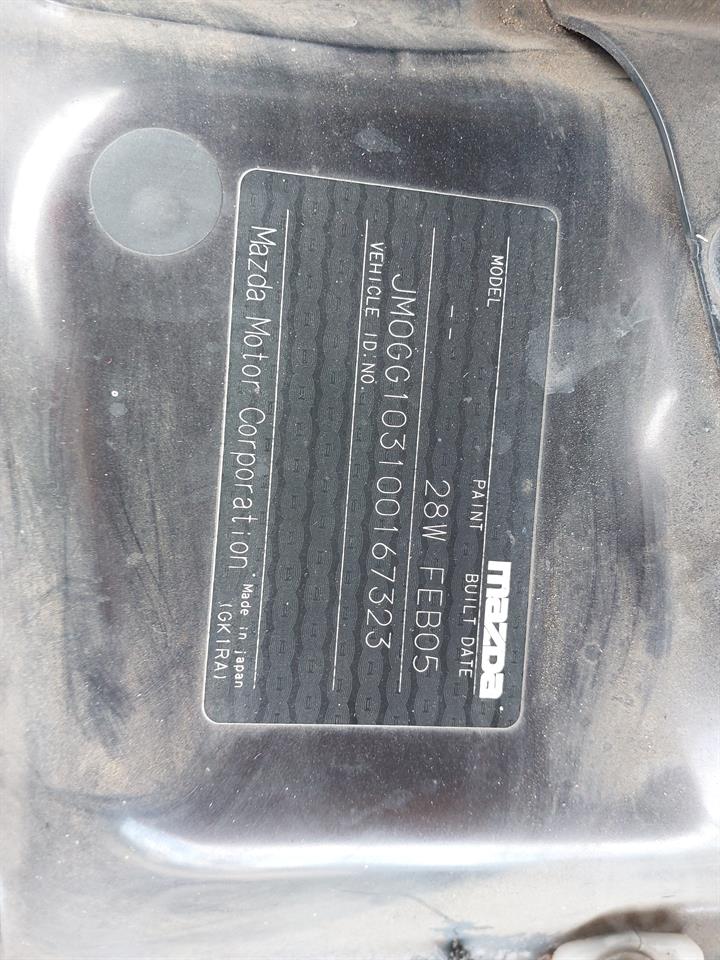 mazDa
MODEL PAINT BUILT DATE
-- 28W FEB05
JM0GG103100167323
VEHICLE ID:NO.
Mazda Motor Corporation Made in japan
(GK1RA)